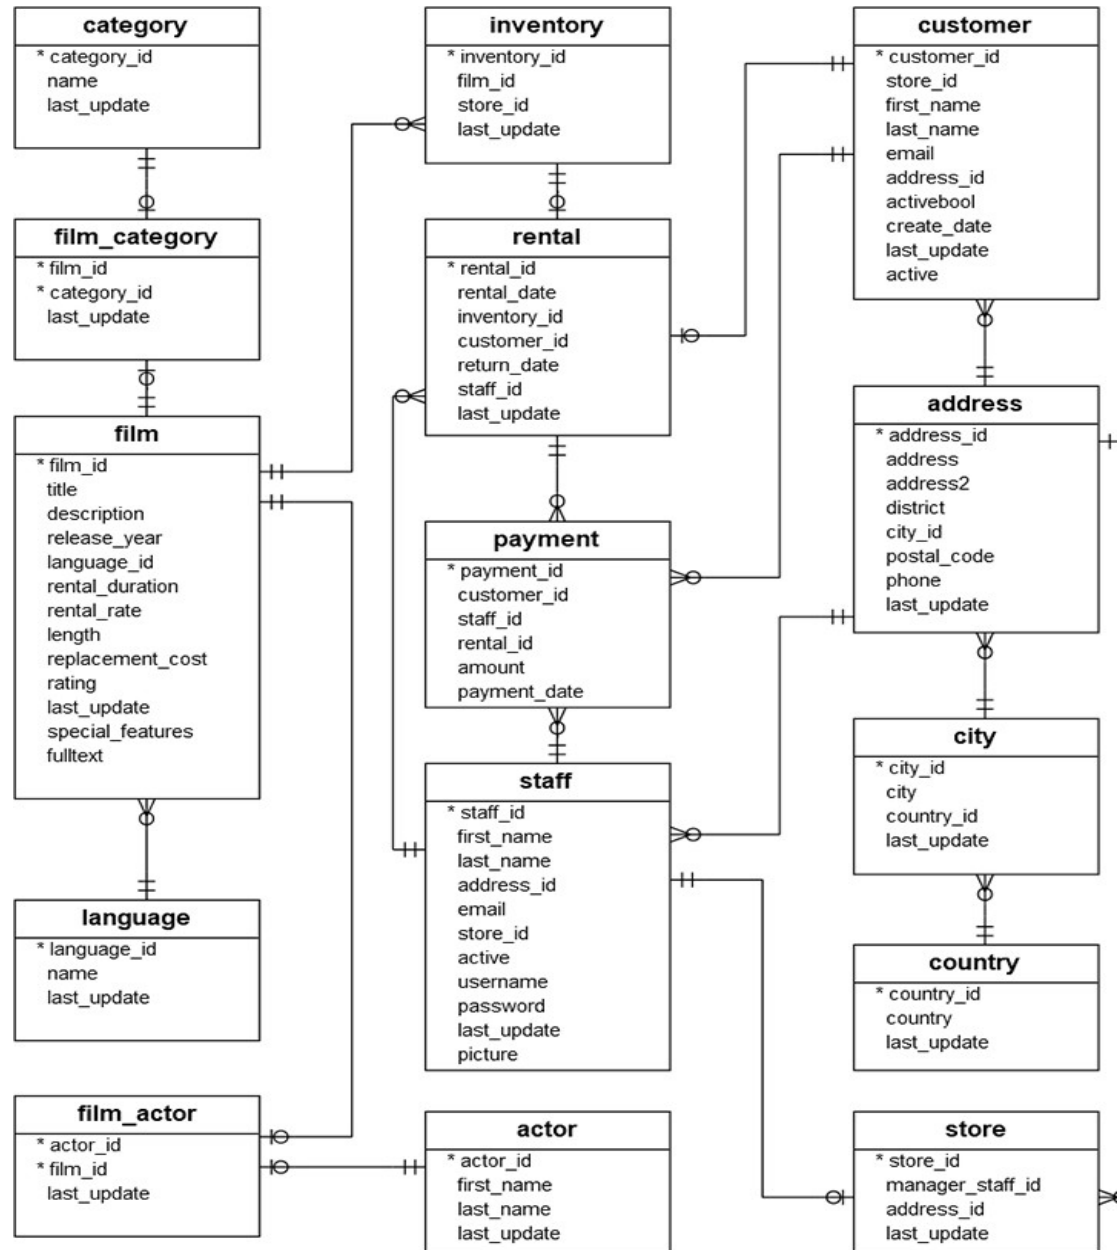 category
* category_id
name
last_update
film_category
* film_id
* category_id
last_update
film
* film_id
title
description
release_year
language_id
rental_duration
rental_rate
length
replacement_cost
rating
last_update
special_features
fulltext
language
* language_id
name
last_update
film_actor
* actor_id
* film_id
last_update
inventory
* inventory_id
film_id
store_id
last_update
rental
* rental_id
rental_date
inventory_id
customer_id
return_date
staff_id
last_update
payment
* payment_id
customer_id
staff_id
rental_id
amount
payment_date
staff
* staff_id
first_name
last_name
address_id
email
store_id
active
username
password
last_update
picture
actor
* actor_id
first_name
last_name
last_update
customer
* customer_id
store_id
first_name
last_name
email
address_id
activebool
create_date
last_update
active
address
* address_id
address
address2
district
city_id
postal_code
phone
last_update
city
* city_id
city
country_id
last_update
country
* country_id
country
last_update
store
* store_id
manager_staff_id
address_id
last_update